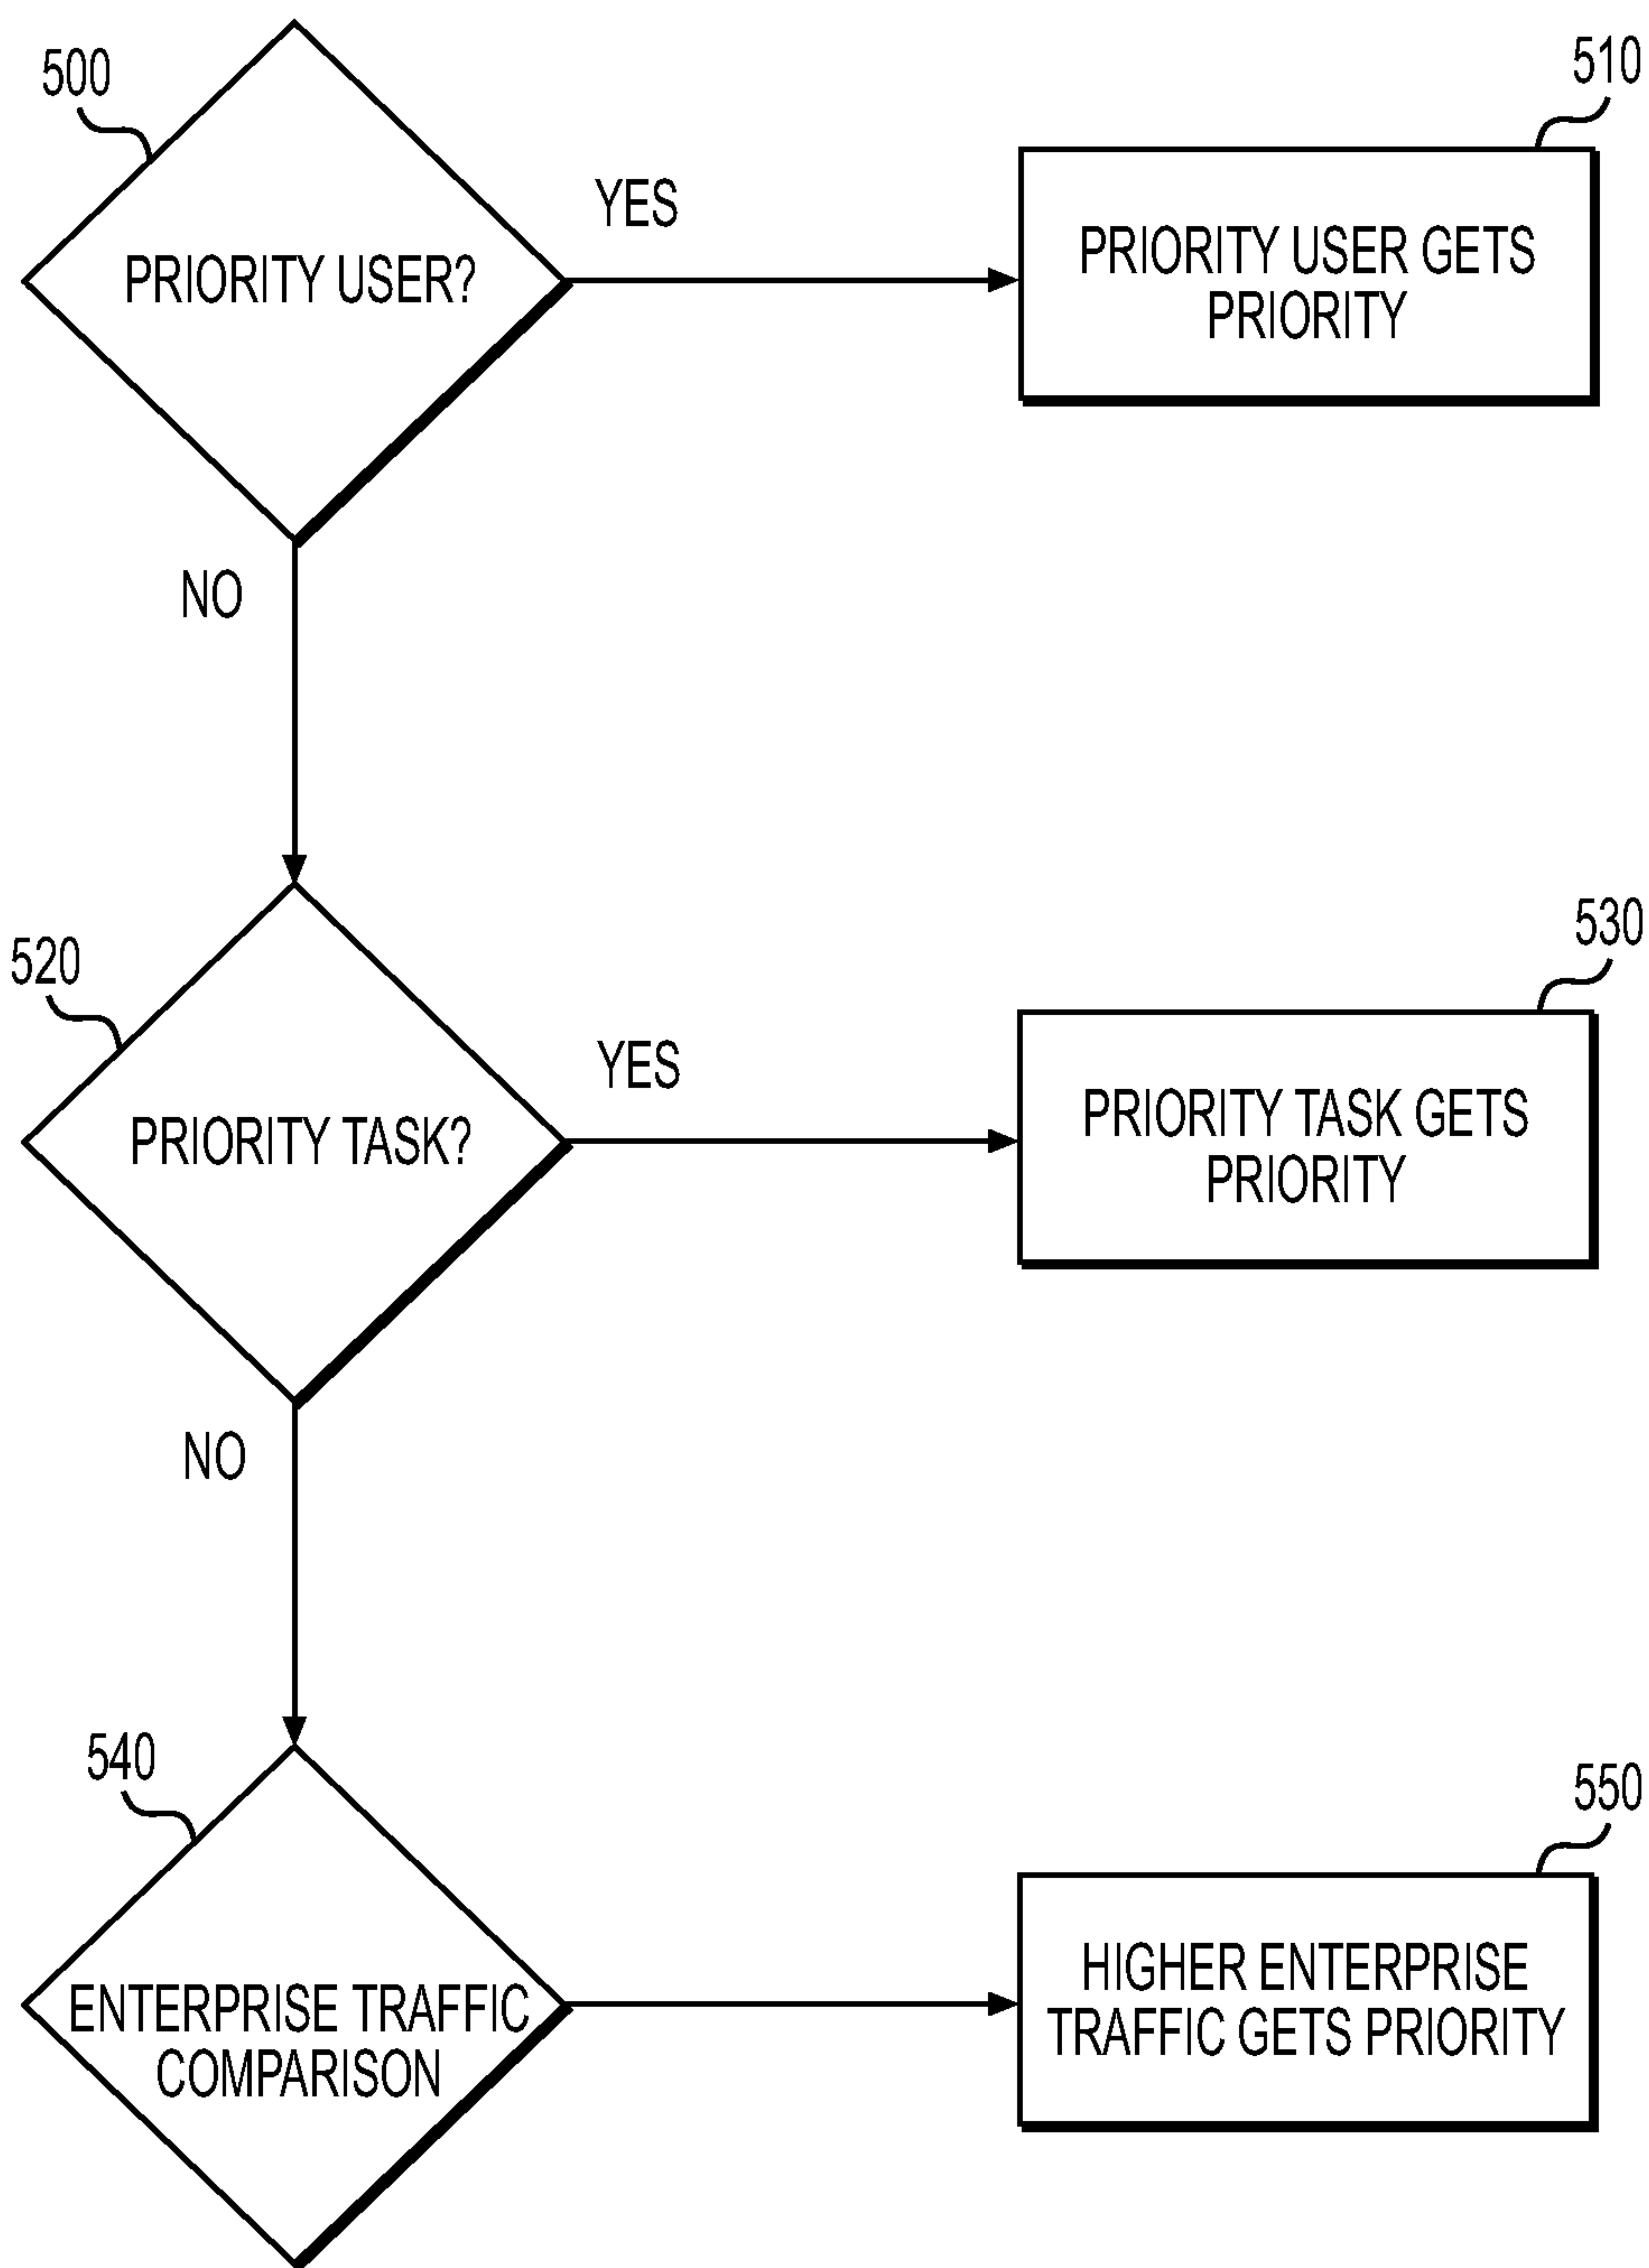 500
510
PRIORITY USER?
YES
PRIORITY USER GETS
PRIORITY
NO
520
530
PRIORITY TASK?
YES
PRIORITY TASK GETS
PRIORITY
NO
540
550
ENTERPRISE TRAFFIC
COMPARISON
HIGHER ENTERPRISE
TRAFFIC GETS PRIORITY